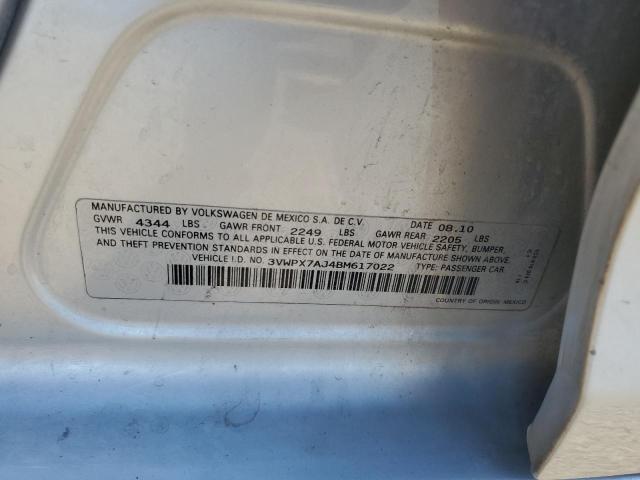 MANUFACTURED BY VOLKSWAGEN DE MEXICO S.A. DE C.V. DATE 08.10
GVWR 4344 LBS GAWR FRONT 2249 LBS GAWR REAR 2205 LBS
THIS VEHICLE CONFORMS TO ALL APPLICABLE U.S. FEDERAL MOTOR VEHICLE SAFETY, BUMPER,
AND THEFT PREVENTION STANDARDS IN EFFECT ON THE DATE OF MANUFACTURE SHOWN ABOVE.
VEHICLE I.D. NO. 3VWPX7AJ4BM617022 TYPE: PASSENGER CAR
COUNTRY OF ORIGIN: MEXICO